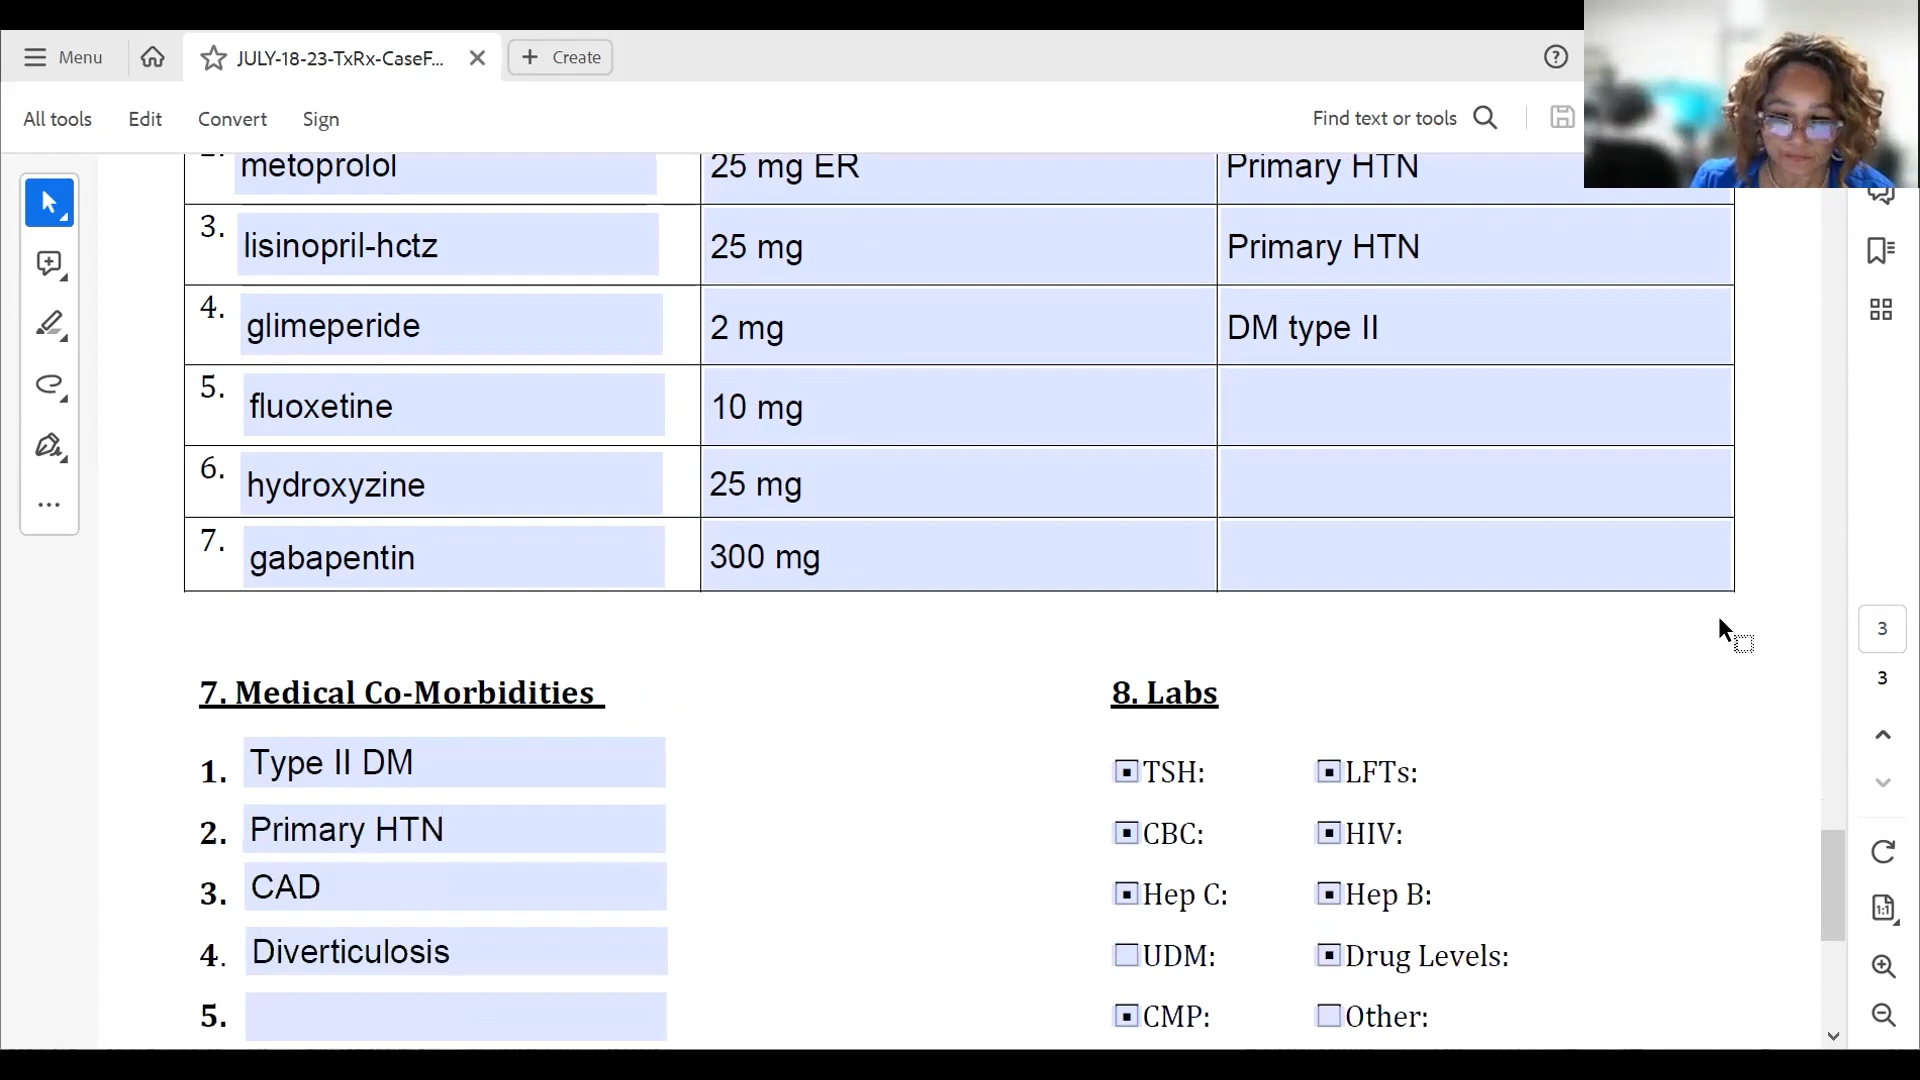 Menu
JULY-18-23-TxRx-CaseF...
Create
All tools Edit Convert Sign Find text or tools
metoprolol 25 mg ER Primary HTN
3. lisinopril-hctz 25 mg Primary HTN
4. glimeperide 2 mg DM type II
5. fluoxetine 10 mg
6. hydroxyzine 25 mg
7. gabapentin 300 mg
7. Medical Co-Morbidities 8. Labs
1. Type II DM TSH: LFTs:
2. Primary HTN CBC: HIV:
3. CAD Hep C: Hep B:
4. Diverticulosis UDM: Drug Levels:
5. CMP: Other:
3
3
1:1